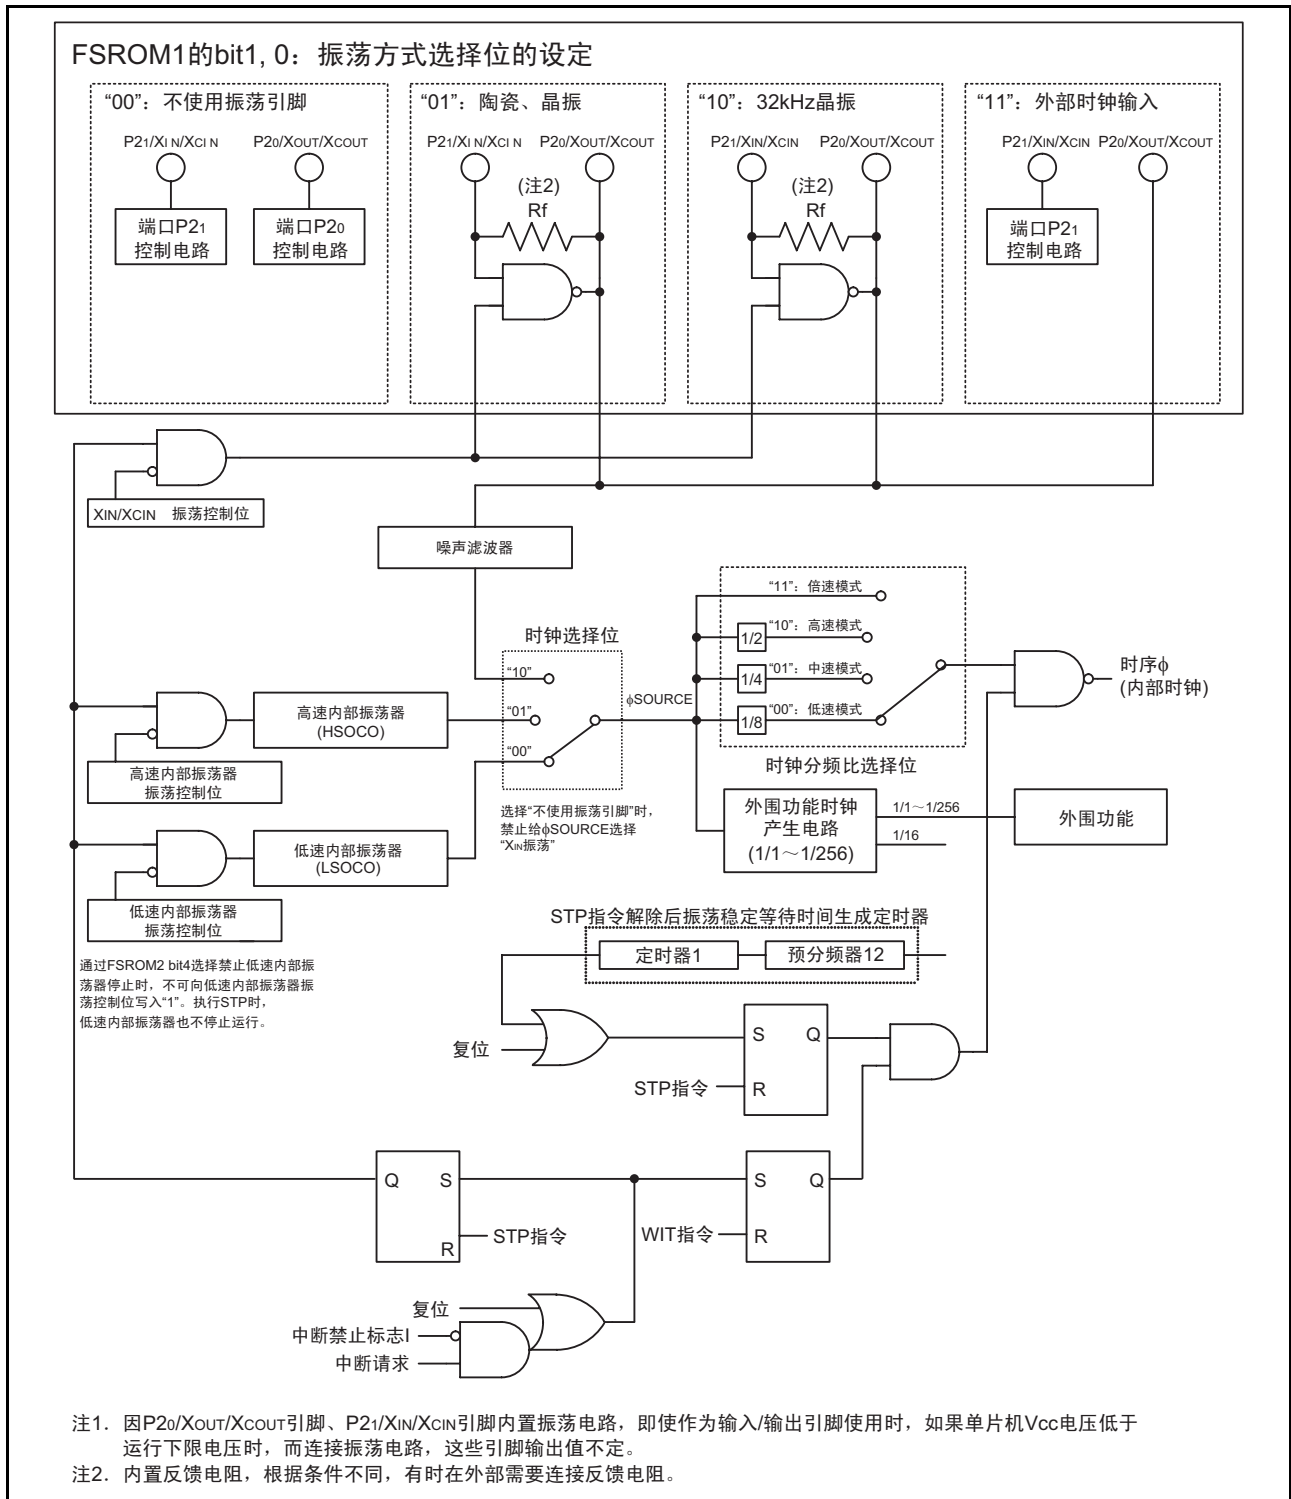 FSROM1的bit1, 0：振荡方式选择位的设定
“00”：不使用振荡引脚
“01”：陶瓷、晶振
“10”：32kHz晶振
“11”：外部时钟输入
P21/XIN/XCIN
P20/XOUT/XCOUT
P21/XIN/XCIN
P20/XOUT/XCOUT
P21/XIN/XCIN
P20/XOUT/XCOUT
P21/XIN/XCIN
P20/XOUT/XCOUT
(注2)
Rf
(注2)
Rf
端口P21
控制电路
端口P20
控制电路
端口P21
控制电路
XIN/XCIN 振荡控制位
噪声滤波器
“11”：倍速模式
1/2
“10”：高速模式
1/4
“01”：中速模式
1/8
“00”：低速模式
时钟选择位
“10”
“01”
“00”
φSOURCE
时序φ
(内部时钟)
高速内部振荡器
(HSOCO)
高速内部振荡器
振荡控制位
时钟分频比选择位
选择“不使用振荡引脚”时，
禁止给φSOURCE选择
“XIN振荡”
外围功能时钟
产生电路
(1/1～1/256)
1/1～1/256
1/16
外围功能
低速内部振荡器
(LSOCO)
低速内部振荡器
振荡控制位
通过FSROM2 bit4选择禁止低速内部振
荡器停止时，不可向低速内部振荡器振
荡控制位写入“1”。执行STP时，
低速内部振荡器也不停止运行。
STP指令解除后振荡稳定等待时间生成定时器
定时器1
预分频器12
复位
S
Q
R
STP指令
Q
S
R
STP指令
S
Q
R
WIT指令
复位
中断禁止标志I
中断请求
注1. 因P20/XOUT/XCOUT引脚、P21/XIN/XCIN引脚内置振荡电路，即使作为输入/输出引脚使用时，如果单片机Vcc电压低于
运行下限电压时，而连接振荡电路，这些引脚输出值不定。
注2. 内置反馈电阻，根据条件不同，有时在外部需要连接反馈电阻。